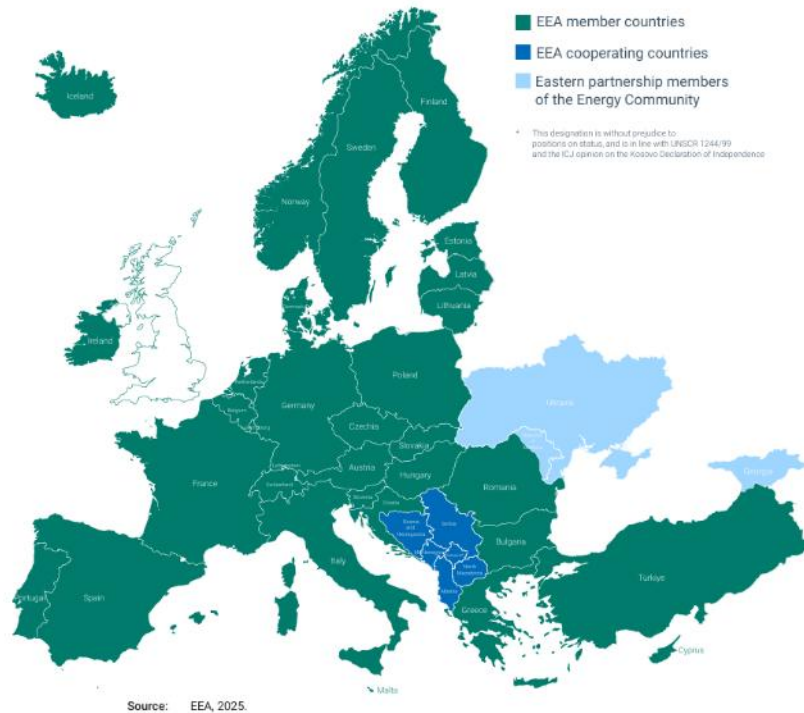 EEA member countries
EEA cooperating countries
Eastern partnership members
of the Energy Community
* This designation is without prejudice to
positions on status, and is in line with UNSCR 1244/99
and the ICJ opinion on the Kosovo Declaration of Independence
Iceland
Finland
Sweden
Norway
Estonia
Latvia
Lithuania
Ireland
Netherlands
Poland
Ukraine
Belgium
Germany
Czechia
Slovakia
Georgia
Austria
Hungary
France
Switzerland
Romania
Slovenia
Croatia
Bosnia
and
Herzegovina
Serbia
Italy
Bulgaria
North
Macedonia
Albania
Portugal
Spain
Greece
Türkiye
Cyprus
Malta
Source: EEA, 2025.